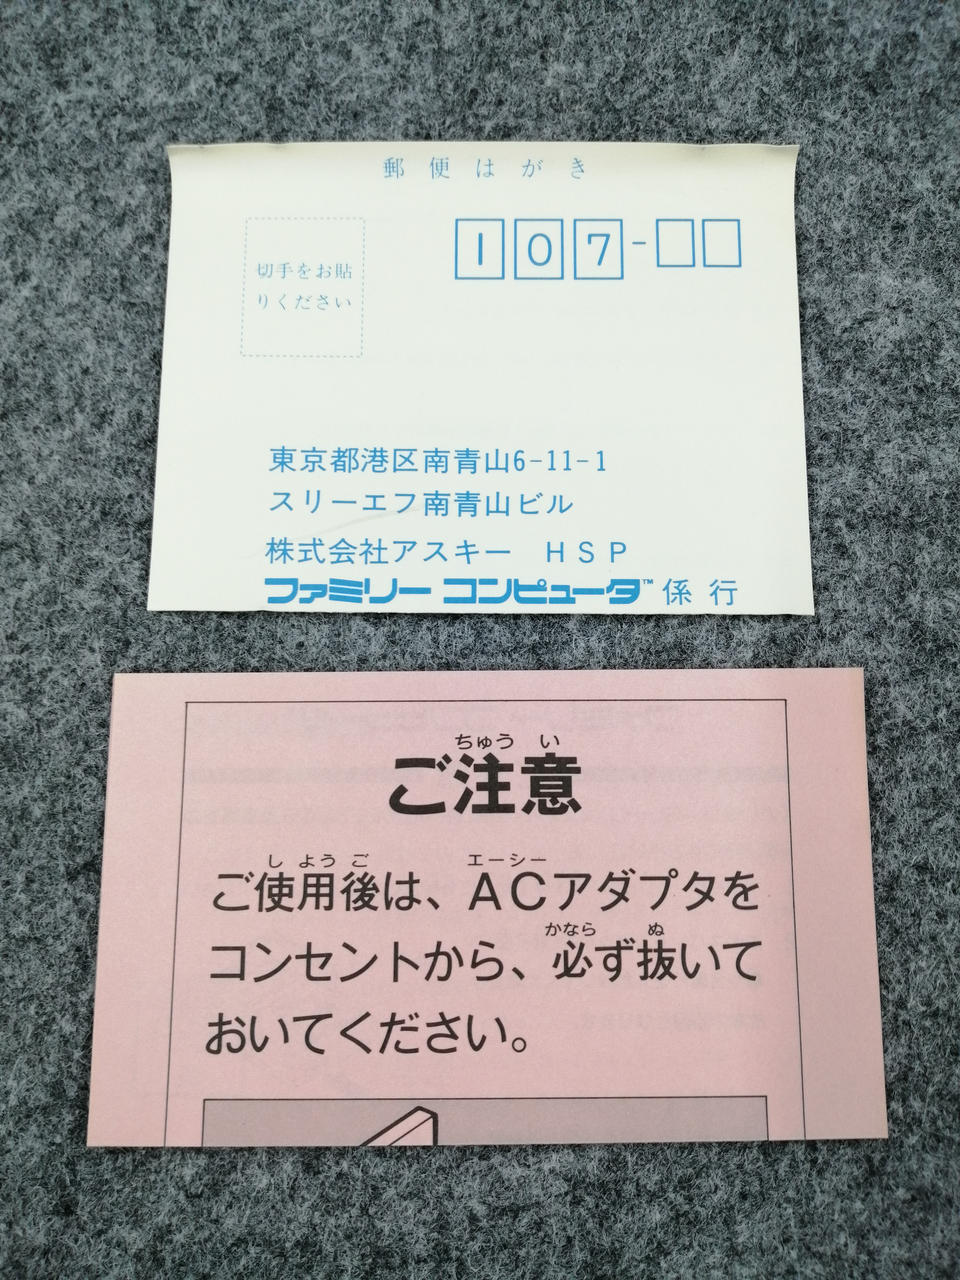 郵便はがき
切手をお貼
りください
107-
東京都港区南青山6-11-1
スリーエフ南青山ビル
株式会社アスキー　HSP
ファミリー コンピュータ™ 係 行
ちゅう い
ご注意
しようご エーシー
ご使用後は、ACアダプタを
かなら ぬ
コンセントから、必ず抜いて
おいてください。